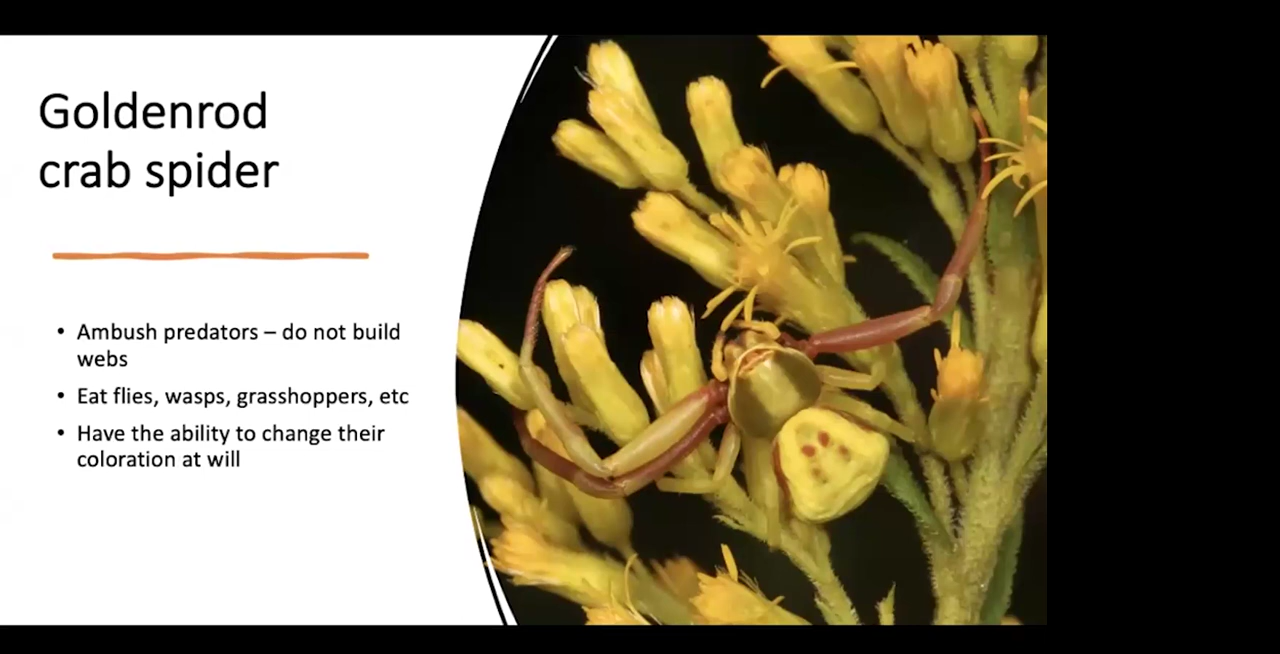 Goldenrod
crab spider
• Ambush predators – do not build
webs
• Eat flies, wasps, grasshoppers, etc
• Have the ability to change their
coloration at will